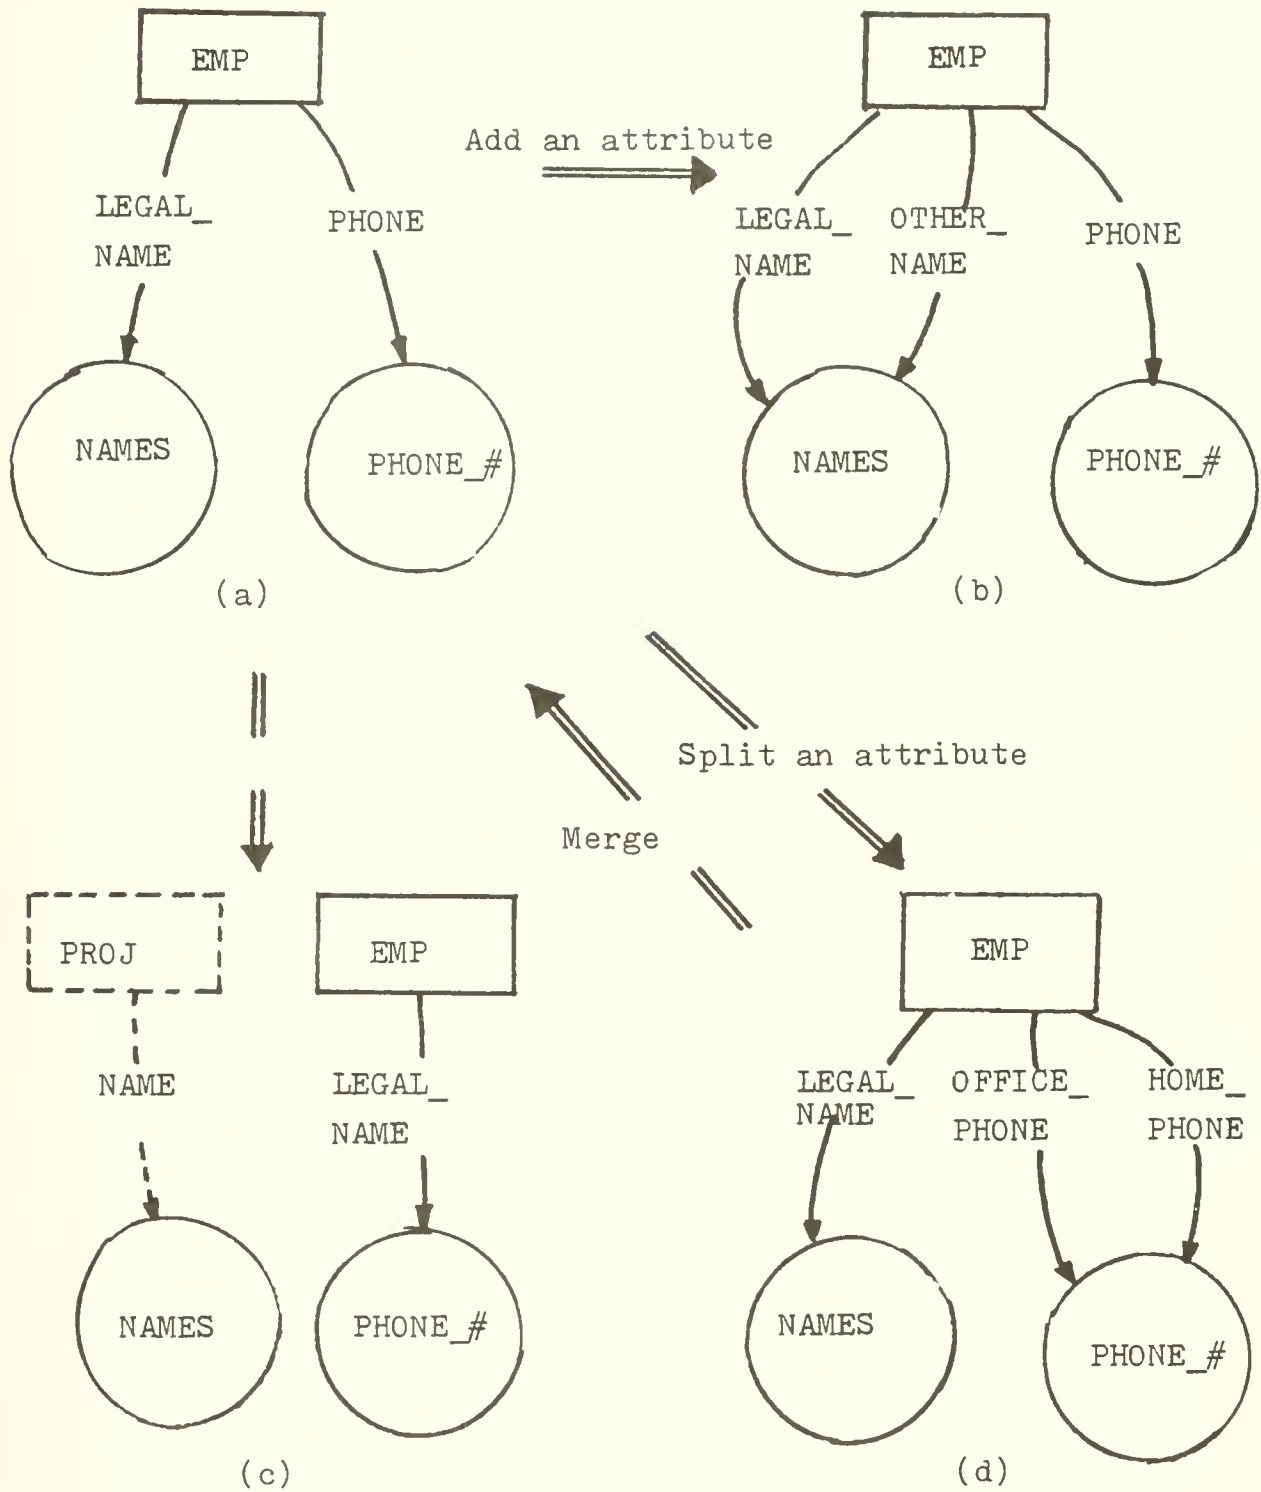 EMP
EMP
Add an attribute
LEGAL_
NAME
PHONE
LEGAL_
NAME
OTHER_
NAME
PHONE
NAMES
PHONE_#
NAMES
PHONE_#
(a)
(b)
Split an attribute
Merge
PROJ
EMP
EMP
NAME
LEGAL_
NAME
LEGAL_
NAME
OFFICE_
PHONE
HOME_
PHONE
NAMES
PHONE_#
NAMES
PHONE_#
(c)
(d)